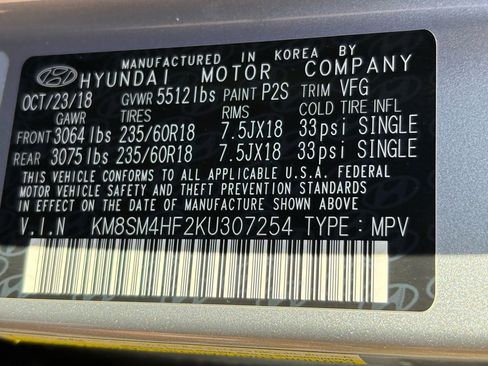 MANUFACTURED IN KOREA BY
HYUNDAI MOTOR COMPANY
OCT/23/18 GVWR 5512lbs PAINT P2S TRIM VFG
GAWR TIRES RIMS COLD TIRE INFL
FRONT 3064lbs 235/60R18 7.5JX18 33psi SINGLE
REAR 3075lbs 235/60R18 7.5JX18 33psi SINGLE
THIS VEHICLE CONFORMS TO ALL APPLICABLE U.S.A. FEDERAL
MOTOR VEHICLE SAFETY AND THEFT PREVENTION STANDARDS
IN EFFECT ON THE DATE OF MANUFACTURE SHOWN ABOVE
V.I.N KM8SM4HF2KU307254 TYPE : MPV